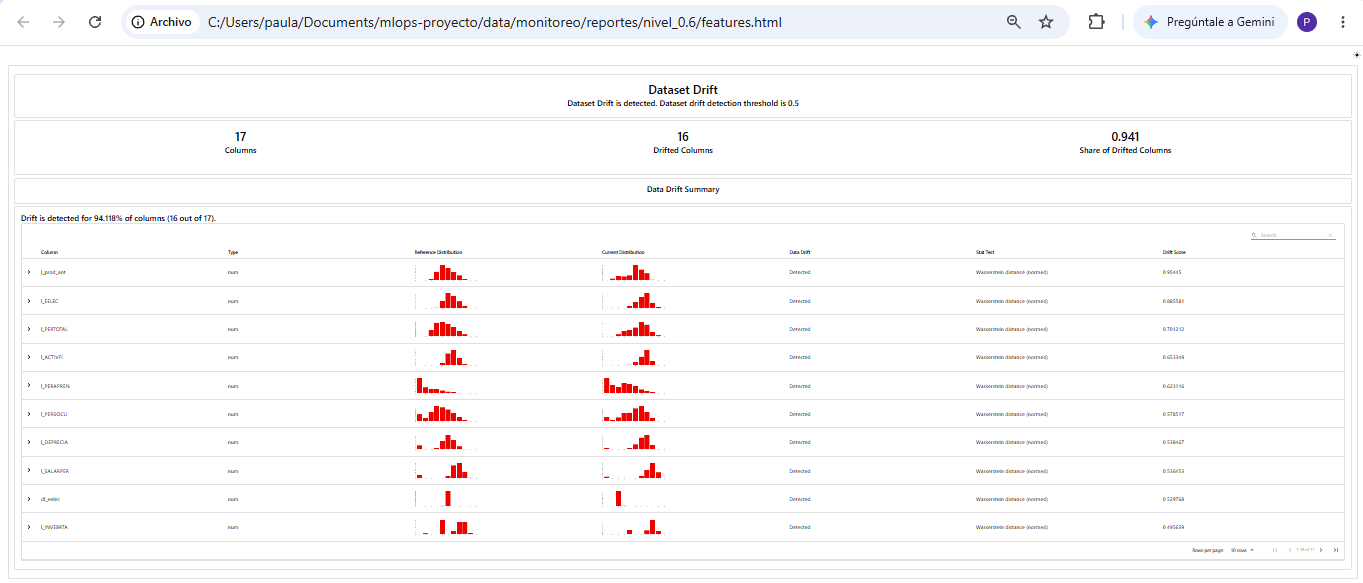 Archivo C:/Users/paula/Documents/mlops-proyecto/data/monitoreo/reportes/nivel_0.6/features.html Pregúntale a Gemini P
Dataset Drift
Dataset Drift is detected. Dataset drift detection threshold is 0.5
17 16 0.941
Columns Drifted Columns Share of Drifted Columns
Data Drift Summary
Drift is detected for 94.118% of columns (16 out of 17).
Search
Column Type Reference Distribution Current Distribution Data Drift Stat Test Drift Score
l_prod_ant num Detected Wasserstein distance (normed) 0.95445
l_EELEC num Detected Wasserstein distance (normed) 0.885581
l_PERTOTAL num Detected Wasserstein distance (normed) 0.701212
l_ACTIVFI num Detected Wasserstein distance (normed) 0.653349
l_PERAPREN num Detected Wasserstein distance (normed) 0.623116
l_PERSOCU num Detected Wasserstein distance (normed) 0.578517
l_DEPRECIA num Detected Wasserstein distance (normed) 0.538467
l_SALARPER num Detected Wasserstein distance (normed) 0.536453
dl_eelec num Detected Wasserstein distance (normed) 0.529768
l_INVEBRTA num Detected Wasserstein distance (normed) 0.495639
Rows per page: 10 rows 1-10 of 17